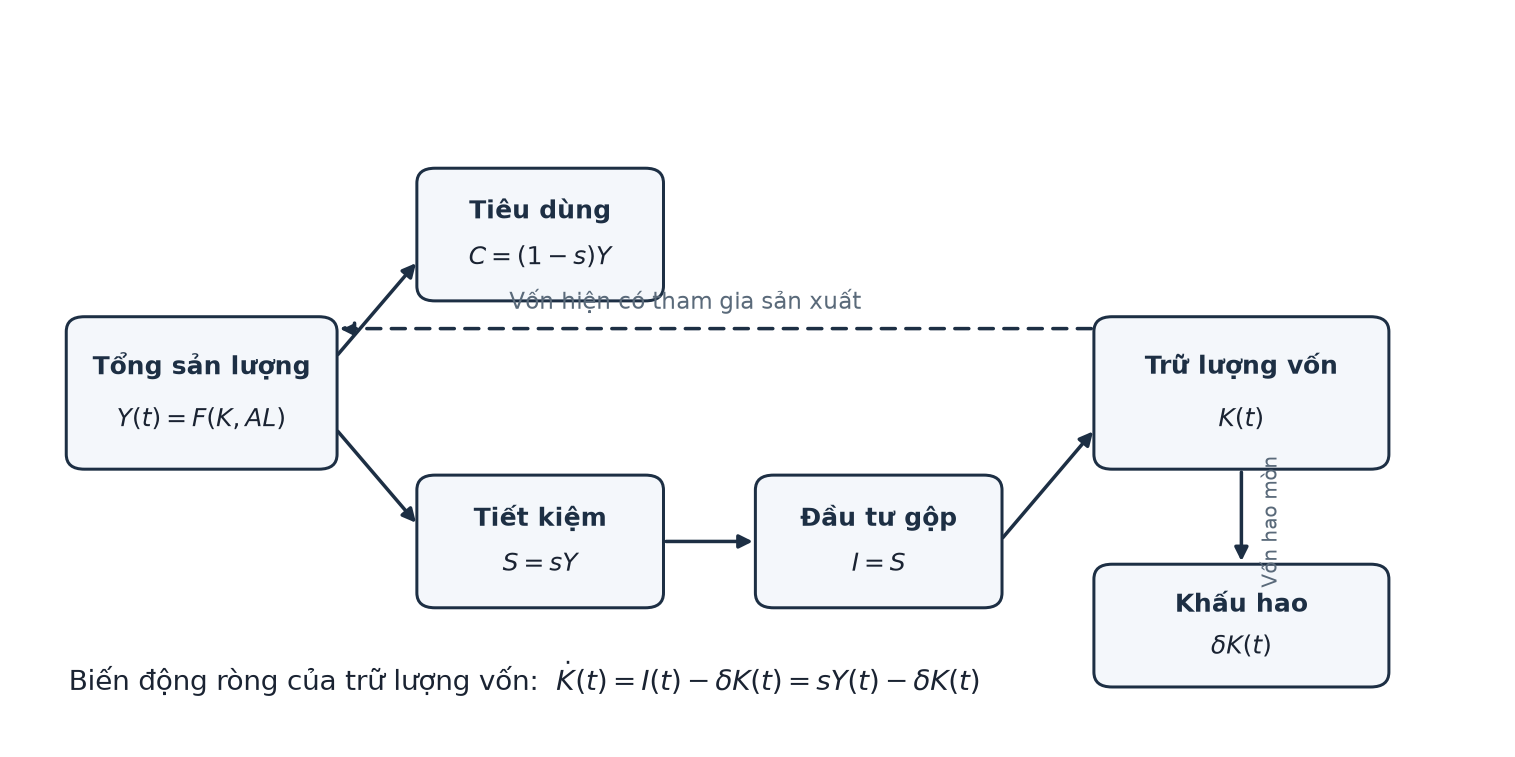 Tiêu dùng
C = (1 − s)Y
Vốn hiện có tham gia sản xuất
Tổng sản lượng
Y(t) = F(K, AL)
Trữ lượng vốn
K(t)
Vốn hao mòn
Tiết kiệm
S = sY
Đầu tư gộp
I = S
Khấu hao
δK(t)
Biến động ròng của trữ lượng vốn: K̇(t) = I(t) − δK(t) = sY(t) − δK(t)